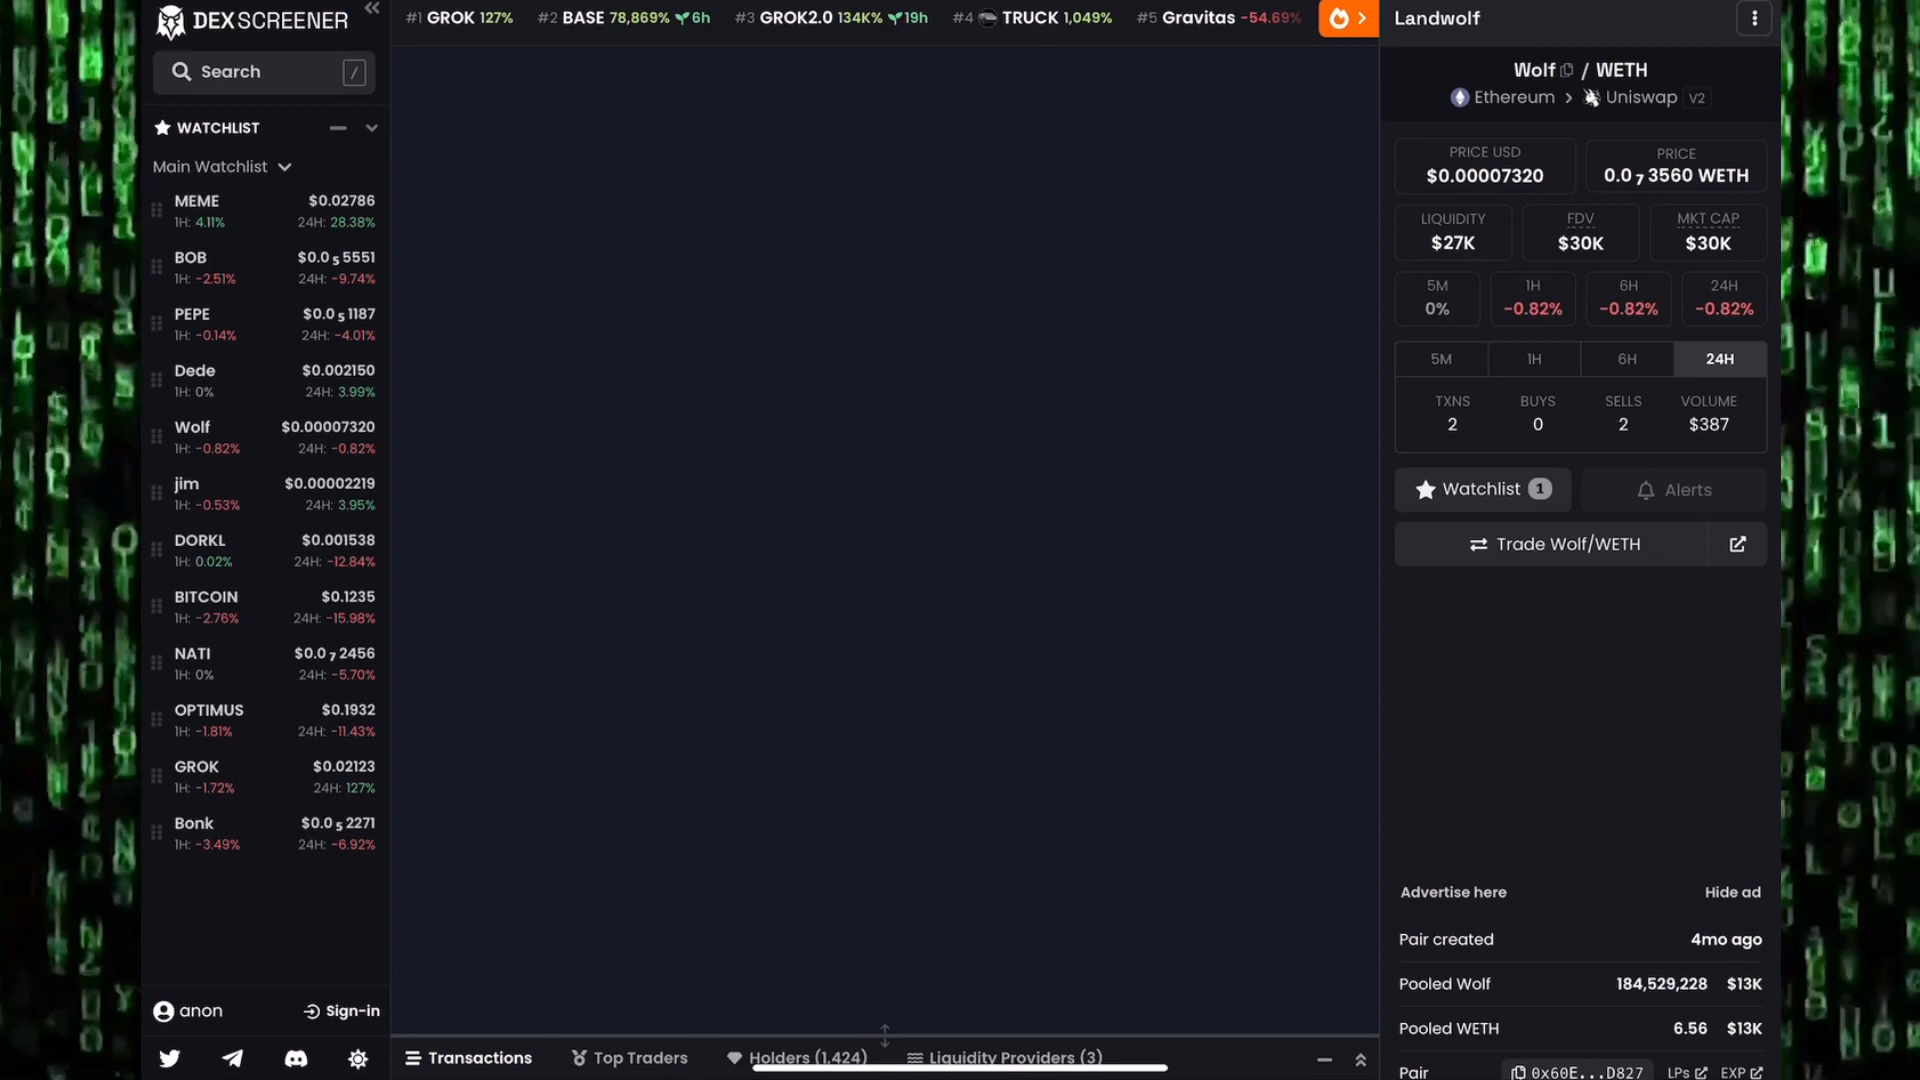 DEX SCREENER
Search /
WATCHLIST
Main Watchlist
MEME $0.02786
1H: 4.11% 24H: 28.38%
BOB $0.0₅5551
1H: -2.51% 24H: -9.74%
PEPE $0.0₅1187
1H: -0.14% 24H: -4.01%
Dede $0.002150
1H: 0% 24H: 3.99%
Wolf $0.00007320
1H: -0.82% 24H: -0.82%
jim $0.00002219
1H: -0.53% 24H: 3.95%
DORKL $0.001538
1H: 0.02% 24H: -12.84%
BITCOIN $0.1235
1H: -2.76% 24H: -15.98%
NATI $0.0₇2456
1H: 0% 24H: -5.70%
OPTIMUS $0.1932
1H: -1.81% 24H: -11.43%
GROK $0.02123
1H: -1.72% 24H: 127%
Bonk $0.0₅2271
1H: -3.49% 24H: -6.92%
anon Sign-in
#1 GROK 127% #2 BASE 78,869% 6h #3 GROK2.0 134K% 19h #4 TRUCK 1,049% #5 Gravitas -54.69%
Transactions Top Traders Holders (1,424) Liquidity Providers (3)
Landwolf
Wolf / WETH
Ethereum > Uniswap V2
PRICE USD PRICE
$0.00007320 0.0₇3560 WETH
LIQUIDITY FDV MKT CAP
$27K $30K $30K
5M 1H 6H 24H
0% -0.82% -0.82% -0.82%
5M 1H 6H 24H
TXNS BUYS SELLS VOLUME
2 0 2 $387
Watchlist 1 Alerts
Trade Wolf/WETH
Advertise here Hide ad
Pair created 4mo ago
Pooled Wolf 184,529,228 $13K
Pooled WETH 6.56 $13K
Pair 0x60E...D827 LPs EXP